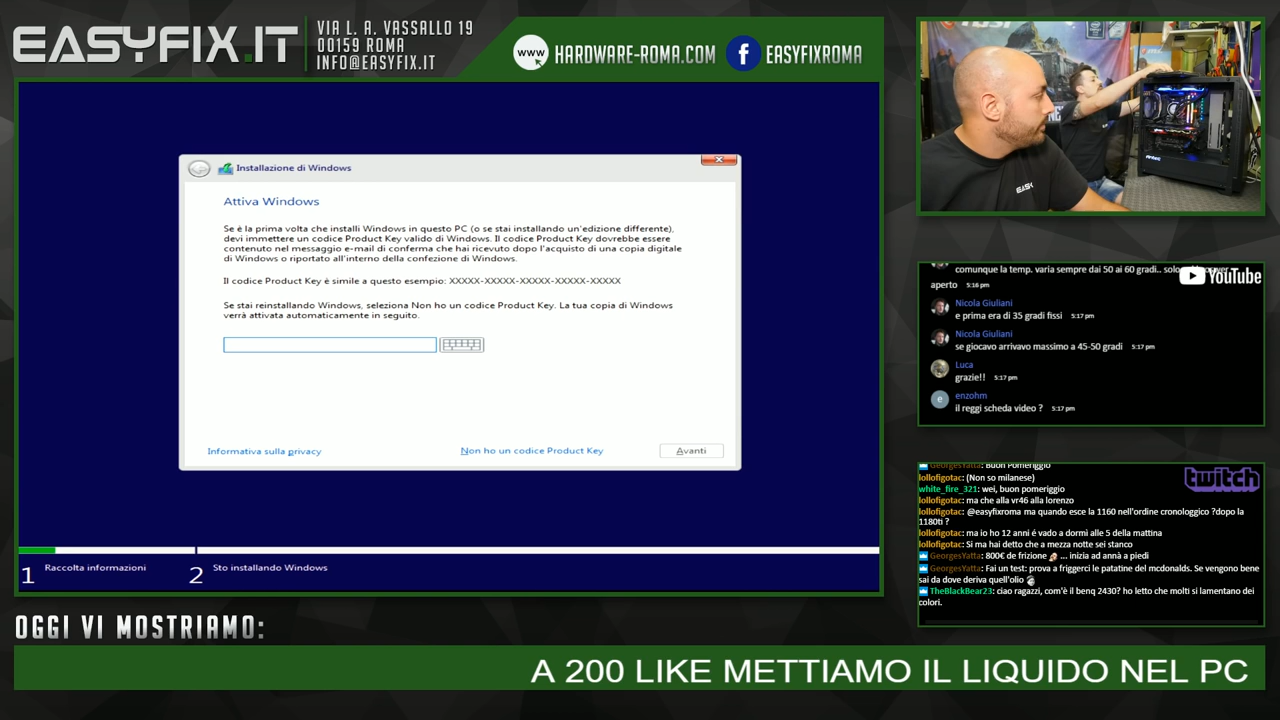 EASYFIX.IT
VIA L. A. VASSALLO 19
00159 ROMA
INFO@EASYFIX.IT
WWW
HARDWARE-ROMA.COM
f
EASYFIXROMA
Installazione di Windows
Attiva Windows
Se è la prima volta che installi Windows in questo PC (o se stai installando un'edizione differente),
devi immettere un codice Product Key valido di Windows. Il codice Product Key dovrebbe essere
contenuto nel messaggio e-mail di conferma che hai ricevuto dopo l'acquisto di una copia digitale
di Windows o riportato all'interno della confezione di Windows.
Il codice Product Key è simile a questo esempio: XXXXX-XXXXX-XXXXX-XXXXX-XXXXX
Se stai reinstallando Windows, seleziona Non ho un codice Product Key. La tua copia di Windows
verrà attivata automaticamente in seguito.
Informativa sulla privacy
Non ho un codice Product Key
Avanti
1 Raccolta informazioni
2 Sto installando Windows
comunque la temp. varia sempre dai 50 ai 60 gradi.. solo
aperto 5:16 pm
YouTube
Nicola Giuliani
e prima era di 35 gradi fissi 5:17 pm
Nicola Giuliani
se giocavo arrivavo massimo a 45-50 gradi 5:17 pm
Luca
grazie!! 5:17 pm
e
enzohm
il reggi scheda video ? 5:17 pm
twitch
GeorgesYatta: Buon Pomeriggio
lollofigotac: (Non so milanese)
white_fire_321: wei, buon pomeriggio
lollofigotac: ma che alla vr46 alla lorenzo
lollofigotac: @easyfixroma ma quando esce la 1160 nell'ordine cronologgico ?dopo la
1180ti ?
lollofigotac: ma io ho 12 anni é vado a dormì alle 5 della mattina
lollofigotac: Si ma hai detto che a mezza notte sei stanco
GeorgesYatta: 800€ de frizione ... inizia ad annà a piedi
GeorgesYatta: Fai un test: prova a friggerci le patatine del mcdonalds. Se vengono bene
sai da dove deriva quell'olio
TheBlackBear23: ciao ragazzi, com'è il benq 2430? ho letto che molti si lamentano dei
colori.
OGGI VI MOSTRIAMO:
A 200 LIKE METTIAMO IL LIQUIDO NEL PC